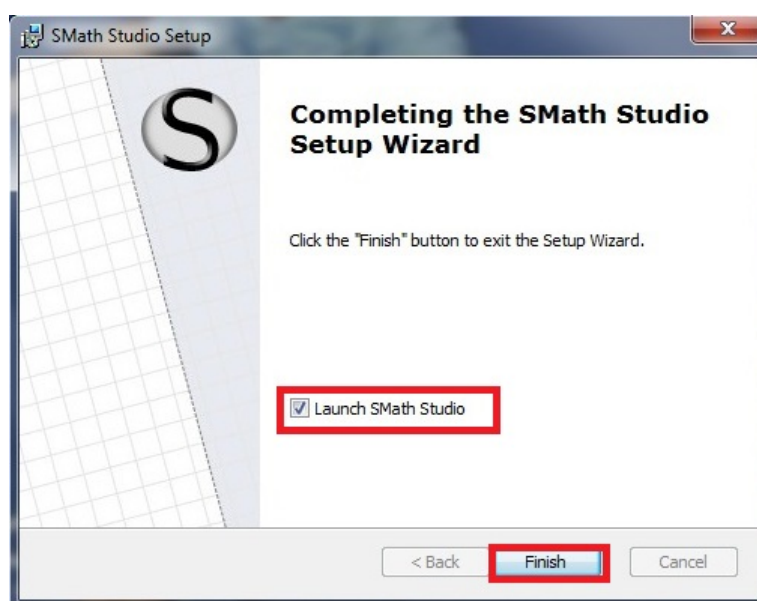 SMath Studio Setup
x
S
Completing the SMath Studio
Setup Wizard
Click the "Finish" button to exit the Setup Wizard.
Launch SMath Studio
< Back Finish Cancel